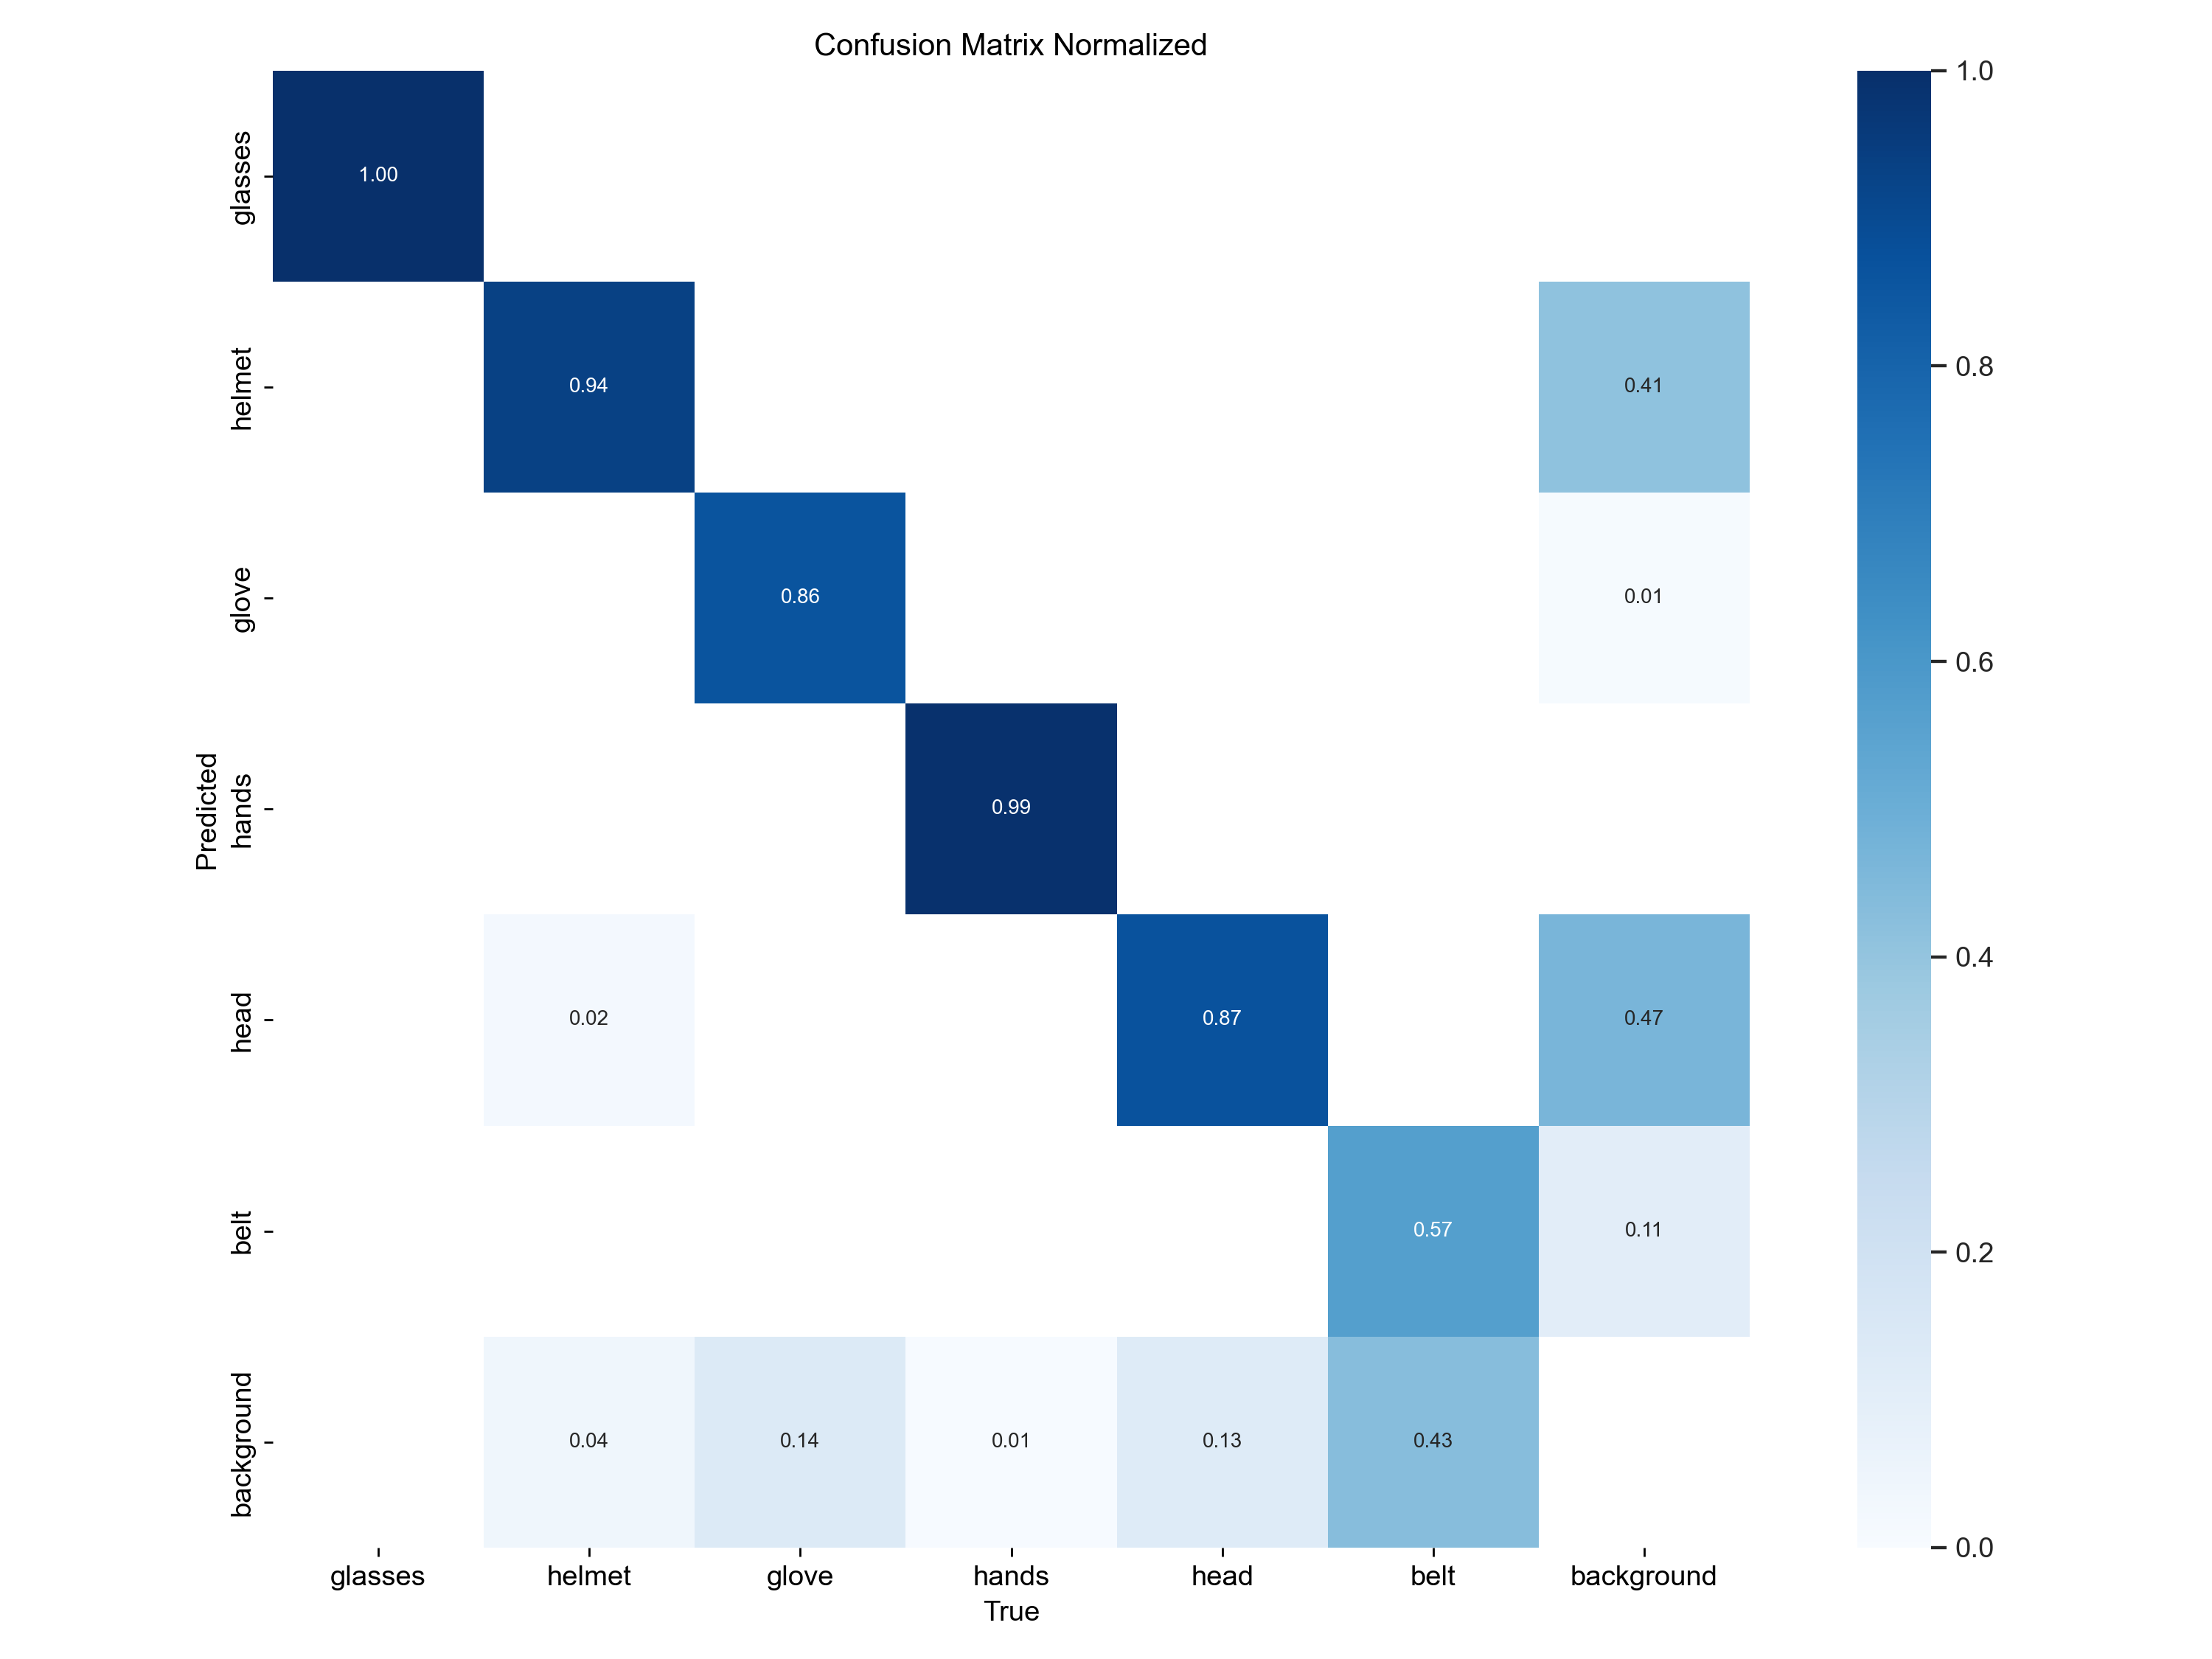 Confusion Matrix Normalized
1.0
glasses
1.00
helmet
0.94
0.41
0.8
glove
0.86
0.01
0.6
Predicted
hands
0.99
head
0.02
0.87
0.47
0.4
belt
0.57
0.11
0.2
background
0.04
0.14
0.01
0.13
0.43
0.0
glasses
helmet
glove
hands
head
belt
background
True